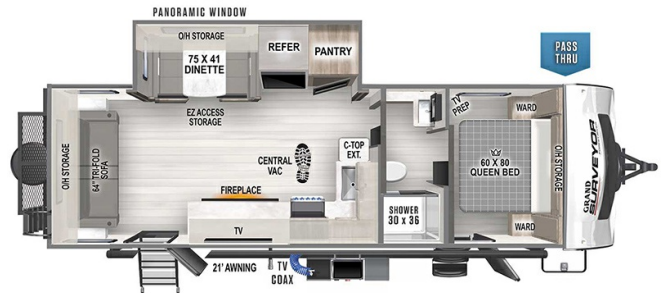 PANORAMIC WINDOW
O/H STORAGE
75 X 41
DINETTE
REFER
PANTRY
PASS
THRU
EZ ACCESS
STORAGE
TV
PREP
WARD
O/H STORAGE
64" TRI-FOLD
SOFA
CENTRAL
VAC
C-TOP
EXT.
60 X 80
QUEEN BED
O/H STORAGE
GRAND
SURVEYOR
FIREPLACE
TV
SHOWER
30 x 36
WARD
21' AWNING
TV
COAX